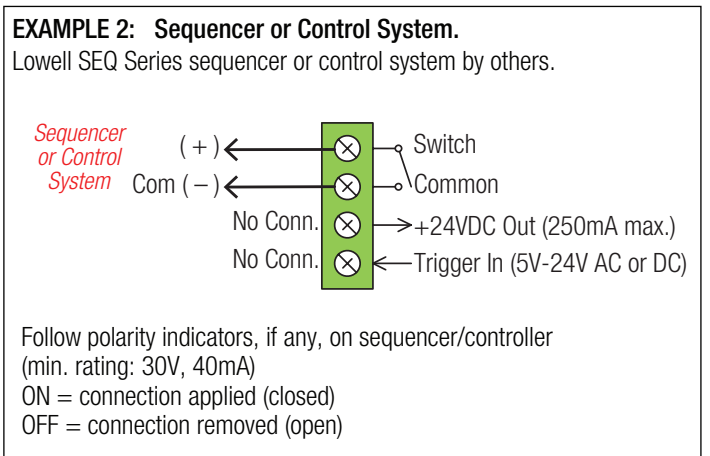 EXAMPLE 2: Sequencer or Control System.
Lowell SEQ Series sequencer or control system by others.
Sequencer
or Control
System
( + )
Com ( – )
No Conn.
No Conn.
Switch
Common
+24VDC Out (250mA max.)
Trigger In (5V-24V AC or DC)
Follow polarity indicators, if any, on sequencer/controller
(min. rating: 30V, 40mA)
ON = connection applied (closed)
OFF = connection removed (open)